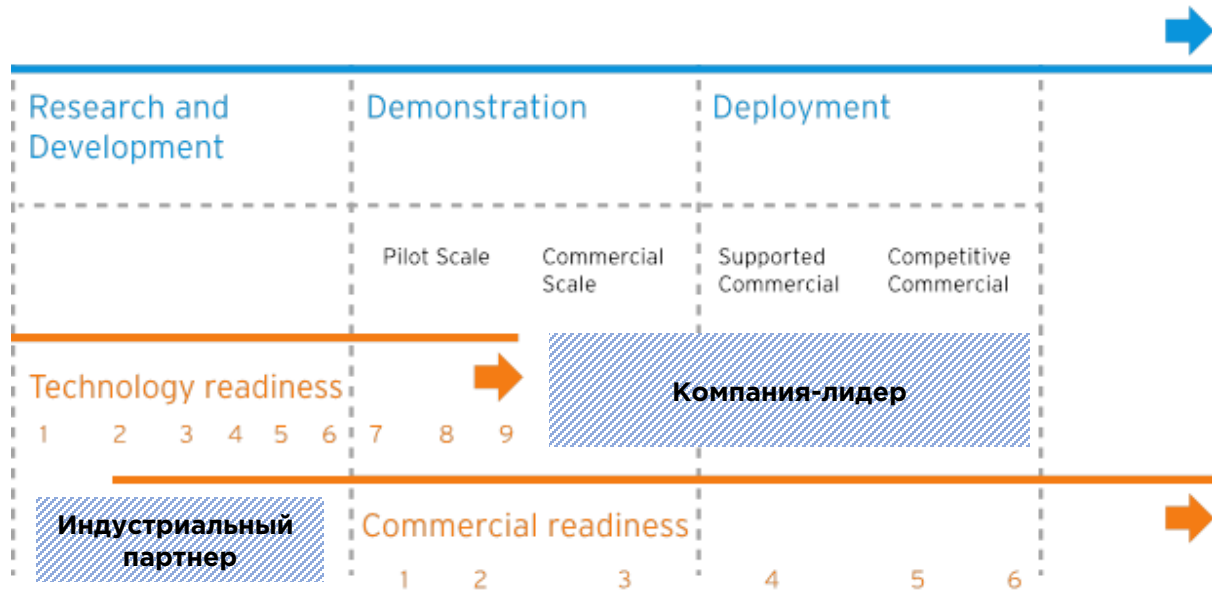 Research and
Development
Demonstration
Deployment
Pilot Scale
Commercial
Scale
Supported
Commercial
Competitive
Commercial
Technology readiness
1 2 3 4 5 6 7 8 9
Компания-лидер
Индустриальный
партнер
Commercial readiness
1 2 3 4 5 6